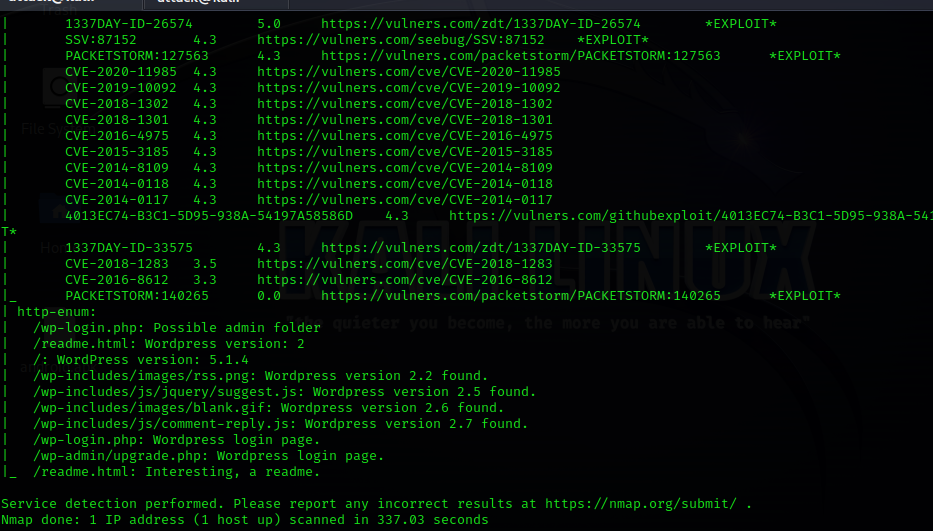 |       1337DAY-ID-26574        5.0     https://vulners.com/zdt/1337DAY-ID-26574        *EXPLOIT*
|       SSV:87152       4.3     https://vulners.com/seebug/SSV:87152    *EXPLOIT*
|       PACKETSTORM:127563      4.3     https://vulners.com/packetstorm/PACKETSTORM:127563      *EXPLOIT*
|       CVE-2020-11985  4.3     https://vulners.com/cve/CVE-2020-11985
|       CVE-2019-10092  4.3     https://vulners.com/cve/CVE-2019-10092
|       CVE-2018-1302   4.3     https://vulners.com/cve/CVE-2018-1302
|       CVE-2018-1301   4.3     https://vulners.com/cve/CVE-2018-1301
|       CVE-2016-4975   4.3     https://vulners.com/cve/CVE-2016-4975
|       CVE-2015-3185   4.3     https://vulners.com/cve/CVE-2015-3185
|       CVE-2014-8109   4.3     https://vulners.com/cve/CVE-2014-8109
|       CVE-2014-0118   4.3     https://vulners.com/cve/CVE-2014-0118
|       CVE-2014-0117   4.3     https://vulners.com/cve/CVE-2014-0117
|       4013EC74-B3C1-5D95-938A-54197A58586D    4.3     https://vulners.com/githubexploit/4013EC74-B3C1-5D95-938A-541
T*
|       1337DAY-ID-33575        4.3     https://vulners.com/zdt/1337DAY-ID-33575        *EXPLOIT*
|       CVE-2018-1283   3.5     https://vulners.com/cve/CVE-2018-1283
|       CVE-2016-8612   3.3     https://vulners.com/cve/CVE-2016-8612
|_      PACKETSTORM:140265      0.0     https://vulners.com/packetstorm/PACKETSTORM:140265      *EXPLOIT*
| http-enum:
|   /wp-login.php: Possible admin folder
|   /readme.html: Wordpress version: 2
|   /: WordPress version: 5.1.4
|   /wp-includes/images/rss.png: Wordpress version 2.2 found.
|   /wp-includes/js/jquery/suggest.js: Wordpress version 2.5 found.
|   /wp-includes/images/blank.gif: Wordpress version 2.6 found.
|   /wp-includes/js/comment-reply.js: Wordpress version 2.7 found.
|   /wp-login.php: Wordpress login page.
|   /wp-admin/upgrade.php: Wordpress login page.
|_  /readme.html: Interesting, a readme.
Service detection performed. Please report any incorrect results at https://nmap.org/submit/ .
Nmap done: 1 IP address (1 host up) scanned in 337.03 seconds
KALI LINUX
"the quieter you become, the more you are able to hear"